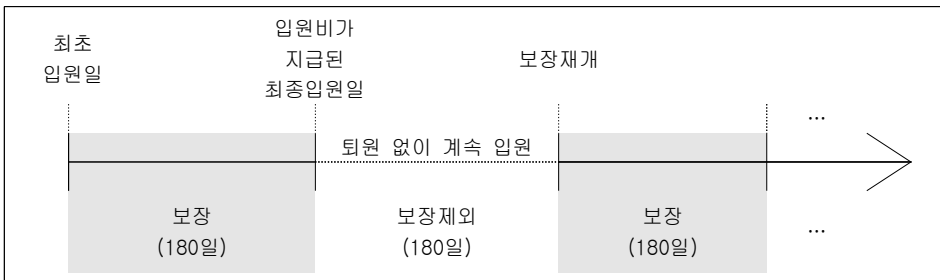 최초
입원일
입원비가
지급된
최종입원일
보장재개
...
퇴원 없이 계속 입원
보장
(180일)
보장제외
(180일)
보장
(180일)
...